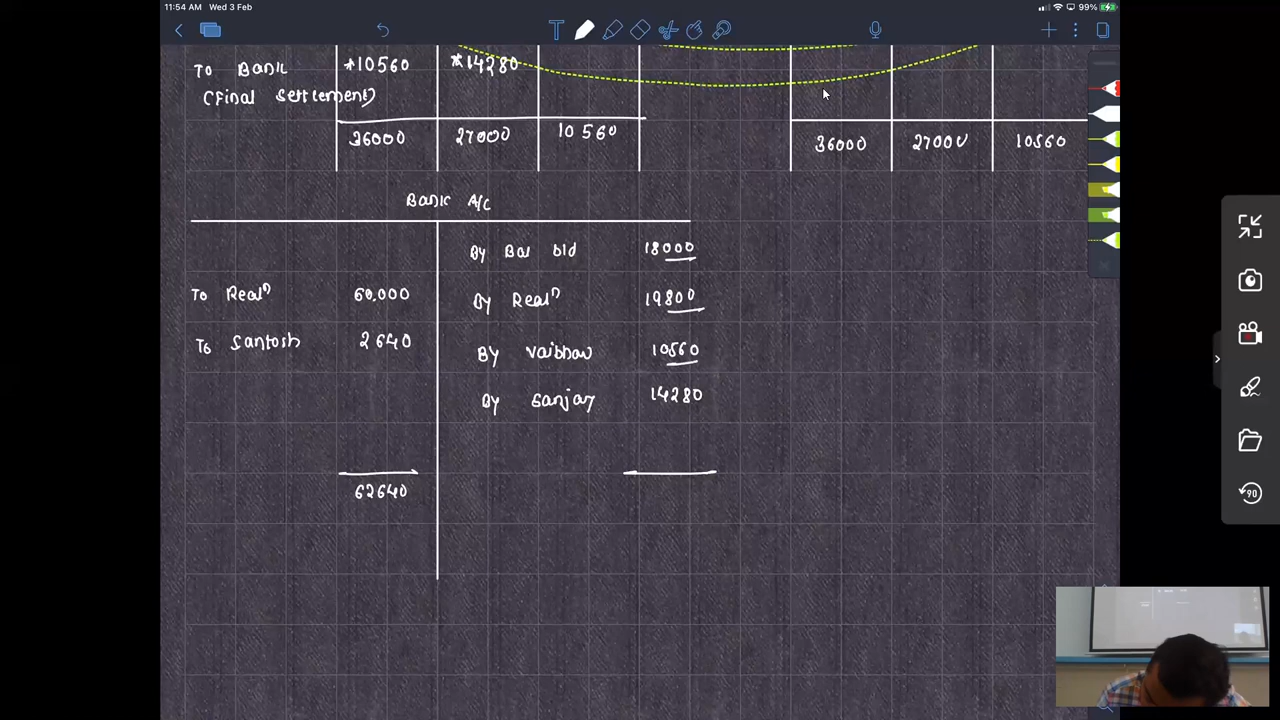 11:54 AM Wed 3 Feb
99%
To Bank *10560 *14280
(Final Settlement)
36000 27000 10560 36000 27000 10560
Bank A/c
By Bal b/d 18000
To Realⁿ 60,000 By Realⁿ 19800
To Santosh 2640 By Vaibhav 10560
By Sanjay 14280
62640
T
90